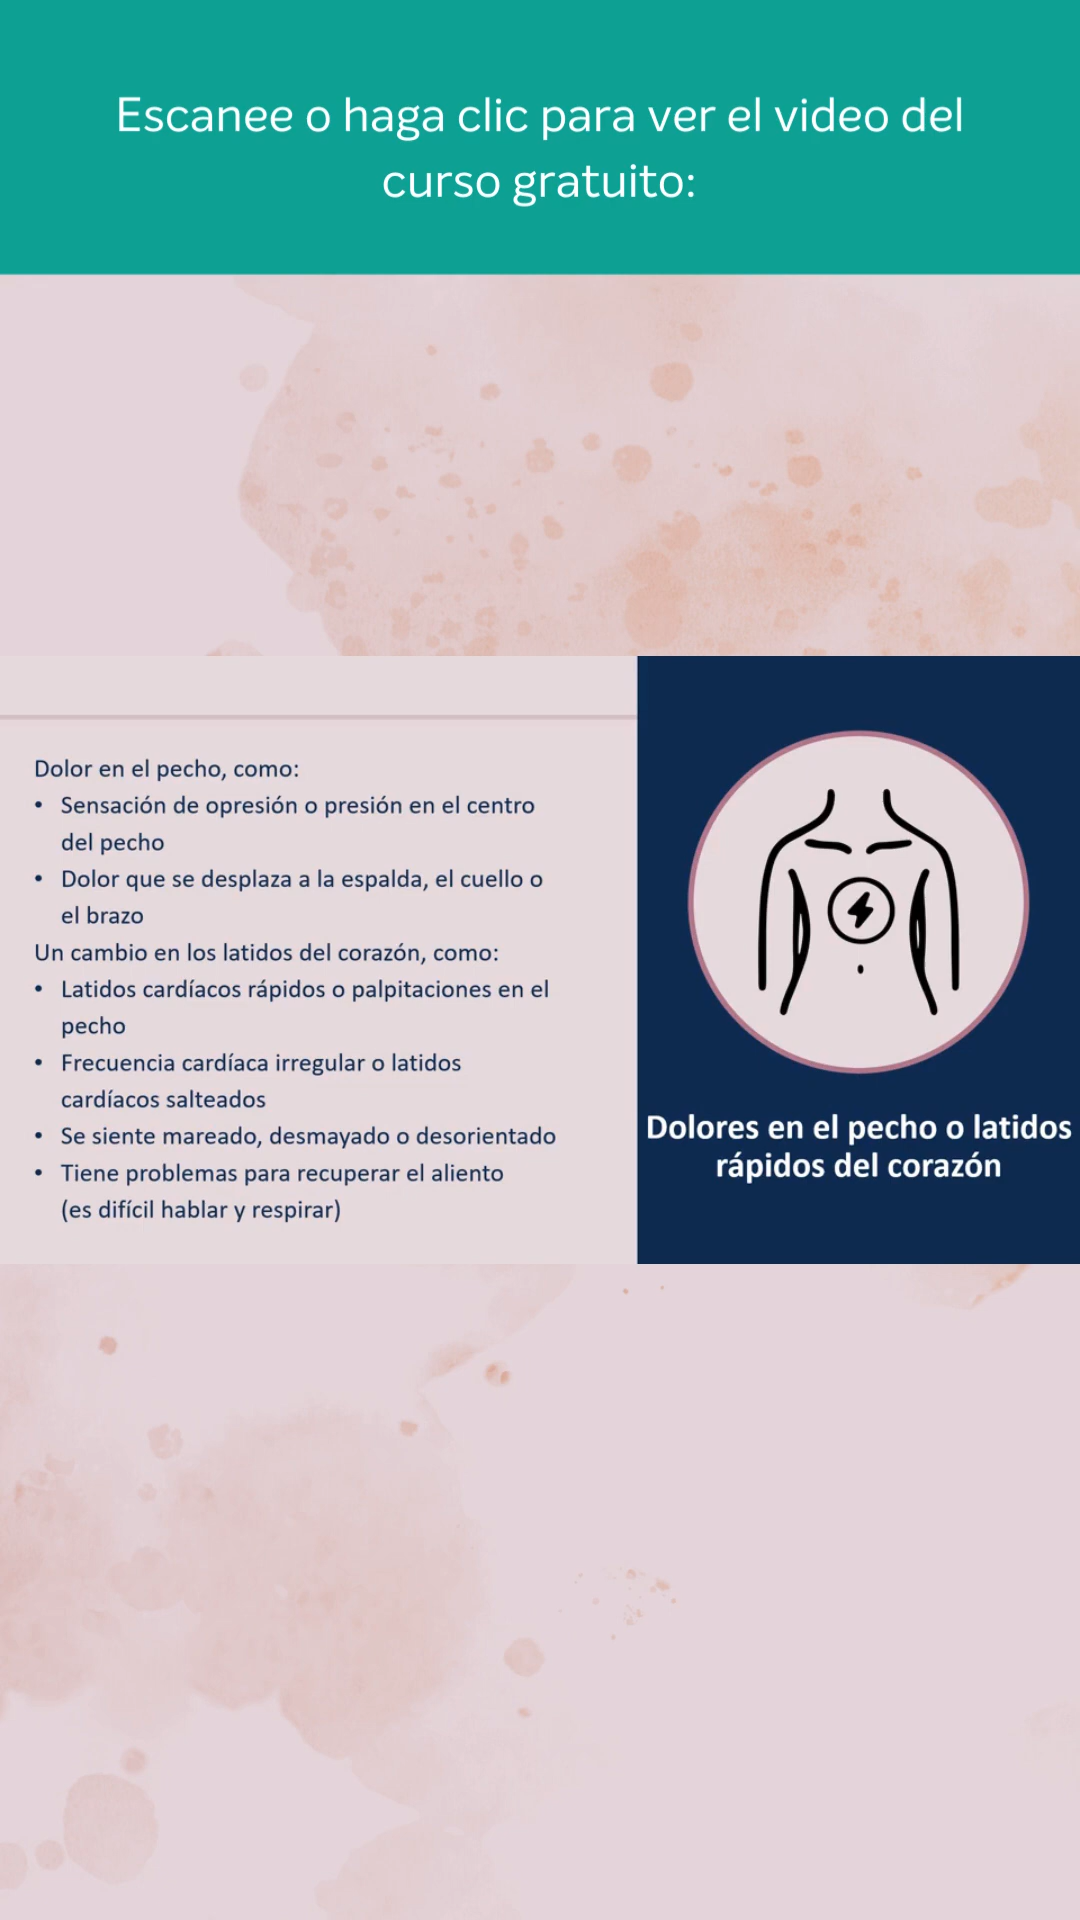 Escanee o haga clic para ver el video del
curso gratuito:
Dolor en el pecho, como:
• Sensación de opresión o presión en el centro
del pecho
• Dolor que se desplaza a la espalda, el cuello o
el brazo
Un cambio en los latidos del corazón, como:
• Latidos cardíacos rápidos o palpitaciones en el
pecho
• Frecuencia cardíaca irregular o latidos
cardíacos salteados
• Se siente mareado, desmayado o desorientado
• Tiene problemas para recuperar el aliento
(es difícil hablar y respirar)
Dolores en el pecho o latidos
rápidos del corazón